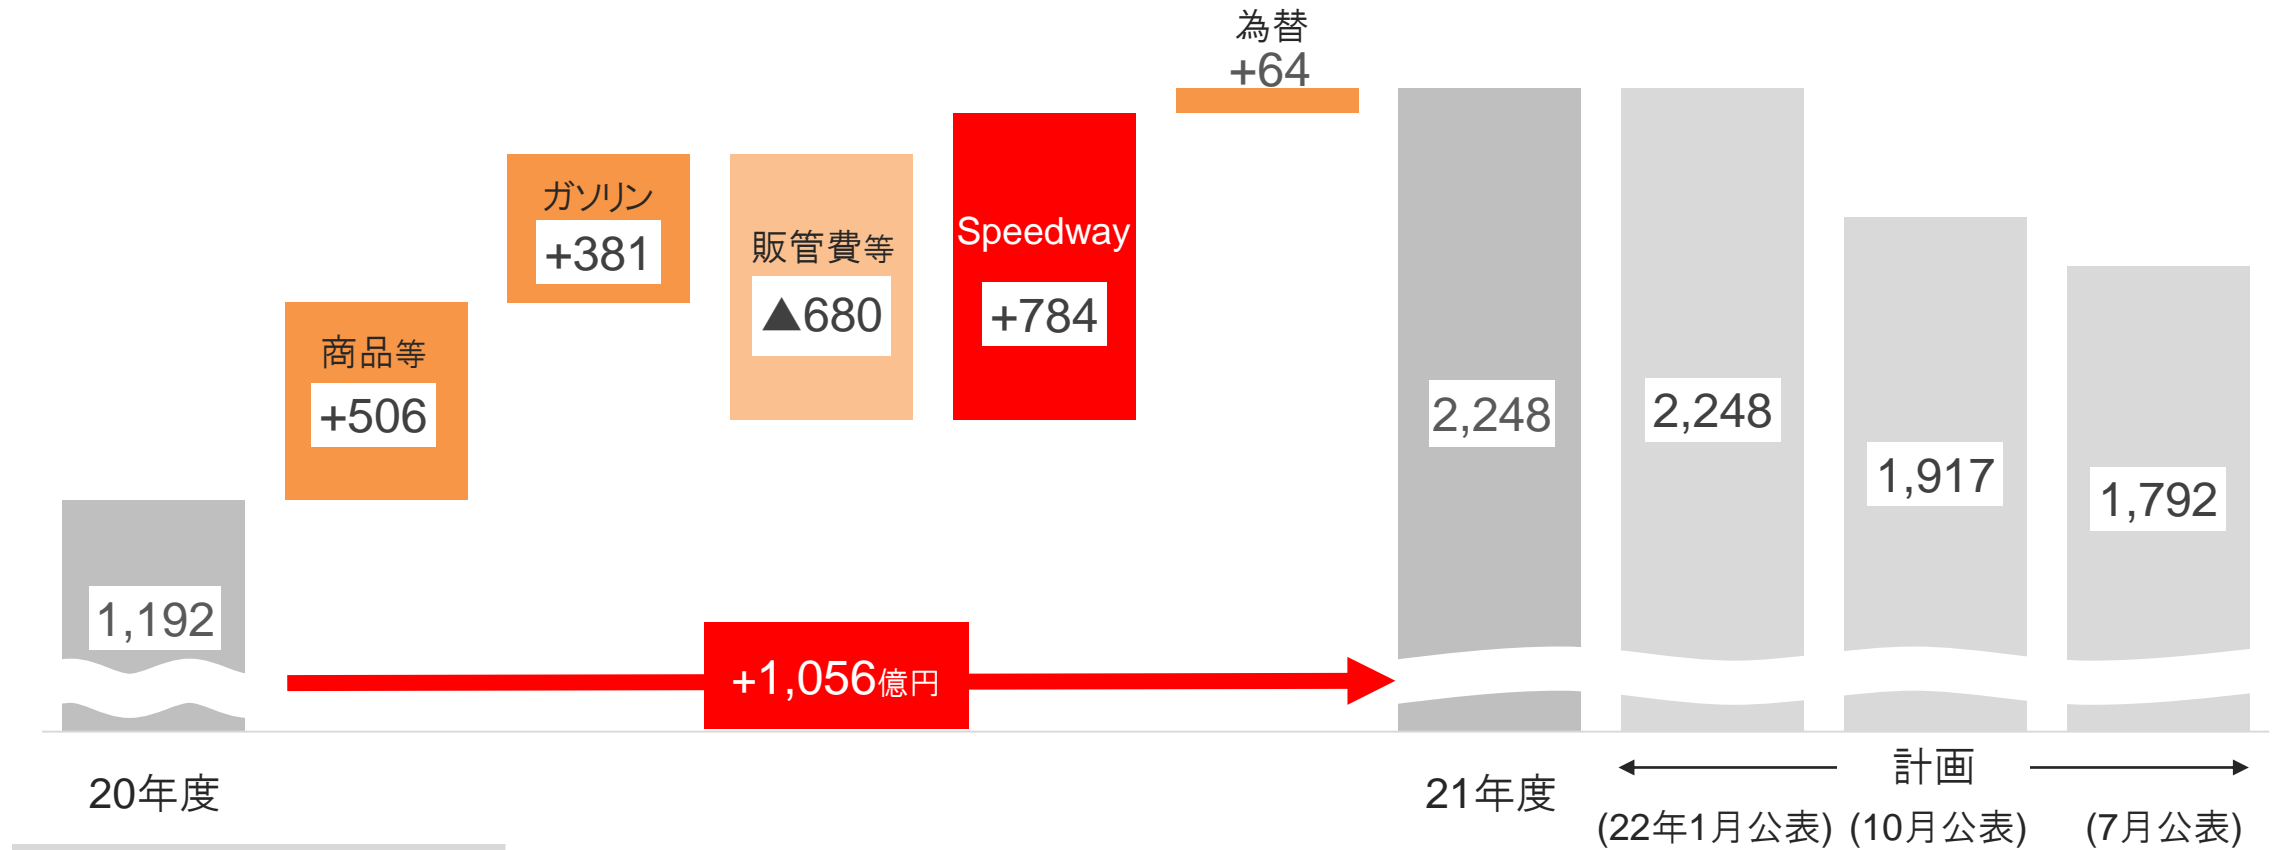 為替
+64
ガソリン
+381
販管費等
▲680
Speedway
+784
商品等
+506
2,248
2,248
1,917
1,792
1,192
+1,056億円
計画
20年度
21年度
(22年1月公表)
(10月公表)
(7月公表)